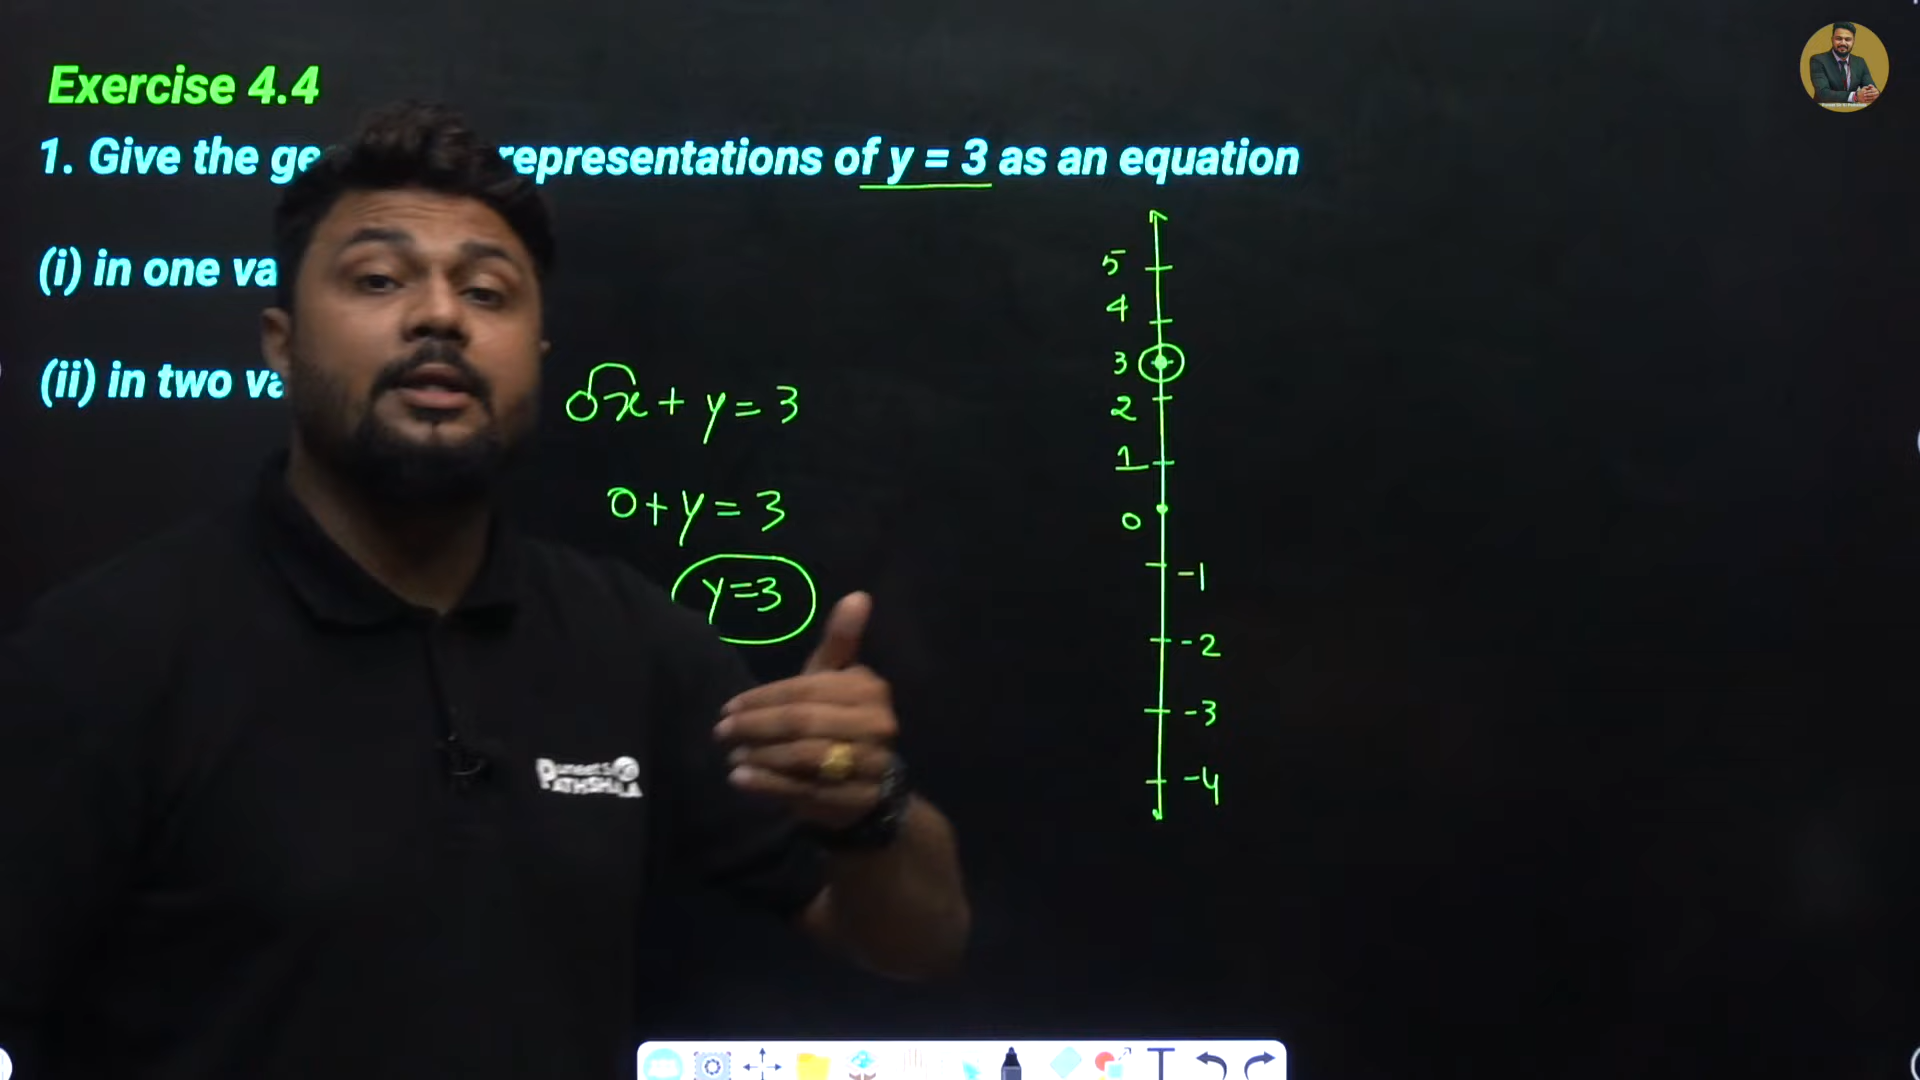 Exercise 4.4
1. Give the ge representations of y = 3 as an equation
(i) in one va
(ii) in two va
0x + y = 3
0 + y = 3
y = 3
5
4
3
2
1
0
-1
-2
-3
-4
PATHSHALA
T